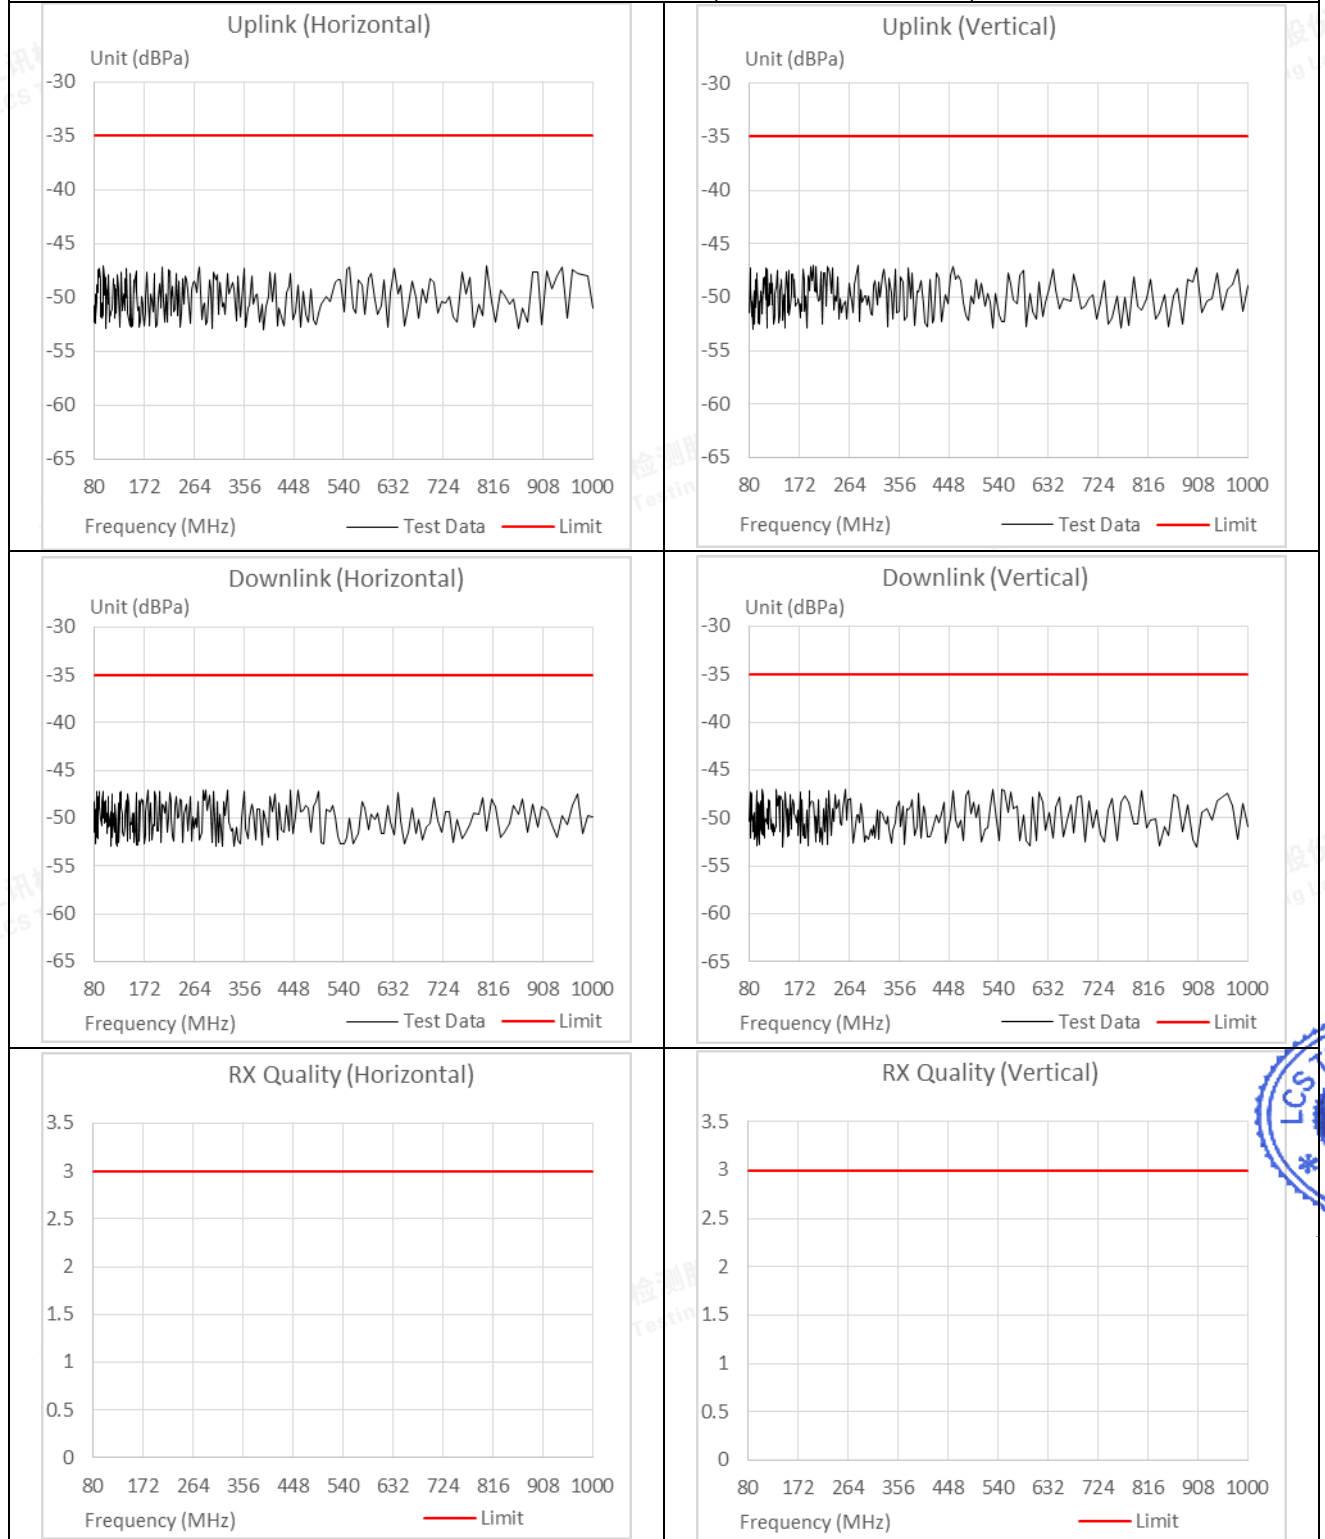 Uplink (Horizontal)
Unit (dBPa)
-30
-35
-40
-45
-50
-55
-60
-65
80 172 264 356 448 540 632 724 816 908 1000
Frequency (MHz) Test Data Limit
Uplink (Vertical)
Unit (dBPa)
-30
-35
-40
-45
-50
-55
-60
-65
80 172 264 356 448 540 632 724 816 908 1000
Frequency (MHz) Test Data Limit
Downlink (Horizontal)
Unit (dBPa)
-30
-35
-40
-45
-50
-55
-60
-65
80 172 264 356 448 540 632 724 816 908 1000
Frequency (MHz) Test Data Limit
Downlink (Vertical)
Unit (dBPa)
-30
-35
-40
-45
-50
-55
-60
-65
80 172 264 356 448 540 632 724 816 908 1000
Frequency (MHz) Test Data Limit
RX Quality (Horizontal)
3.5
3
2.5
2
1.5
1
0.5
0
80 172 264 356 448 540 632 724 816 908 1000
Frequency (MHz) Limit
RX Quality (Vertical)
3.5
3
2.5
2
1.5
1
0.5
0
80 172 264 356 448 540 632 724 816 908 1000
Frequency (MHz) Limit
LCS
检测
Testin
检测
Testin